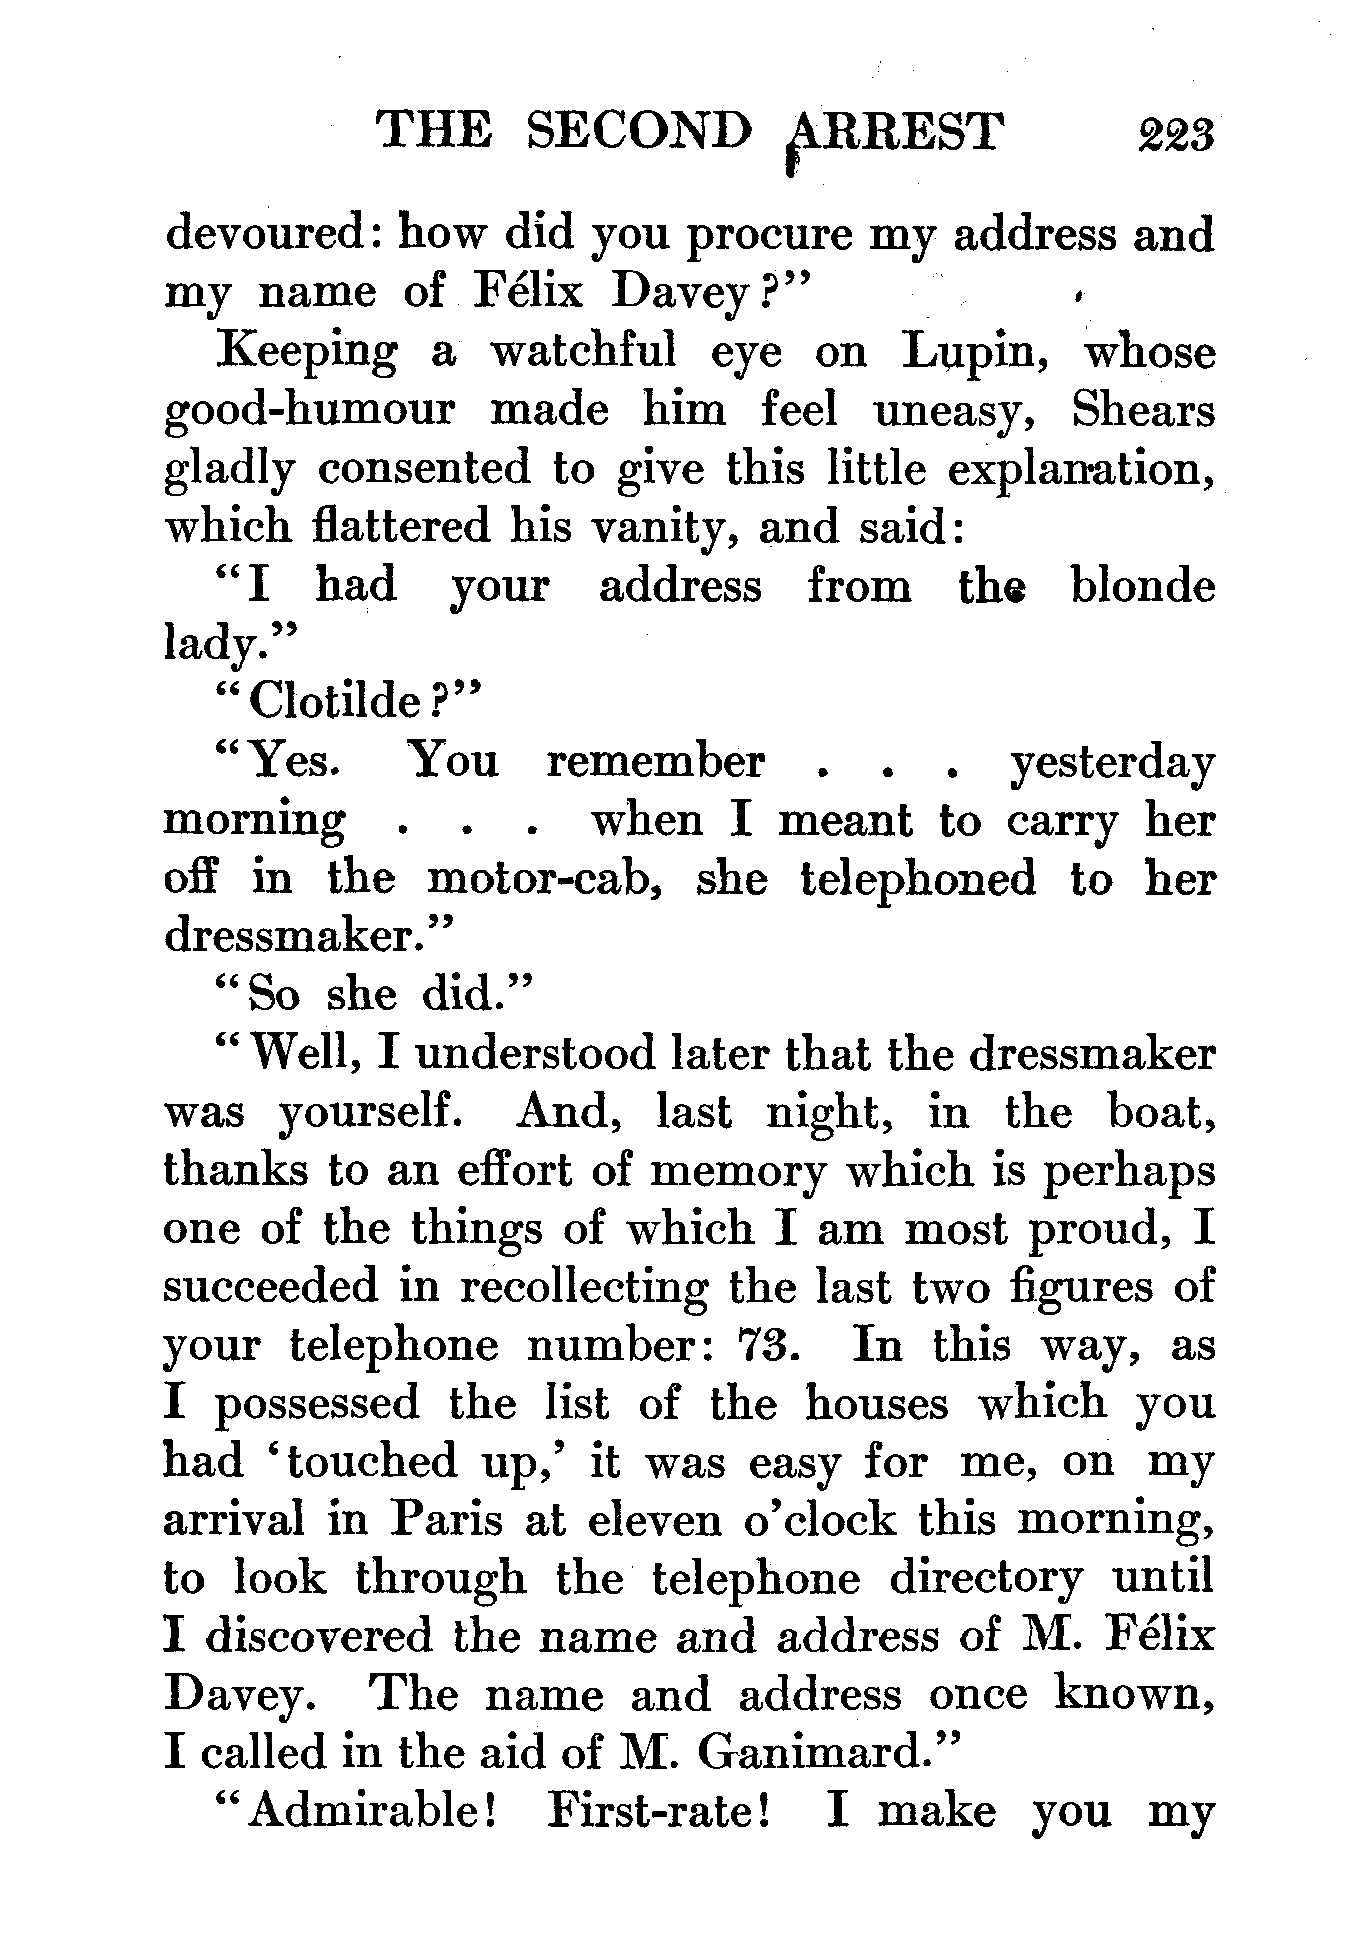 THE SECOND ARREST 223
devoured: how did you procure my address and
my name of Félix Davey?”
Keeping a watchful eye on Lupin, whose
good-humour made him feel uneasy, Shears
gladly consented to give this little explanation,
which flattered his vanity, and said:
“I had your address from the blonde
lady.”
“Clotilde?”
“Yes. You remember . . . yesterday
morning . . . when I meant to carry her
off in the motor-cab, she telephoned to her
dressmaker.”
“So she did.”
“Well, I understood later that the dressmaker
was yourself. And, last night, in the boat,
thanks to an effort of memory which is perhaps
one of the things of which I am most proud, I
succeeded in recollecting the last two figures of
your telephone number: 73. In this way, as
I possessed the list of the houses which you
had ‘touched up,’ it was easy for me, on my
arrival in Paris at eleven o’clock this morning,
to look through the telephone directory until
I discovered the name and address of M. Félix
Davey. The name and address once known,
I called in the aid of M. Ganimard.”
“Admirable! First-rate! I make you my